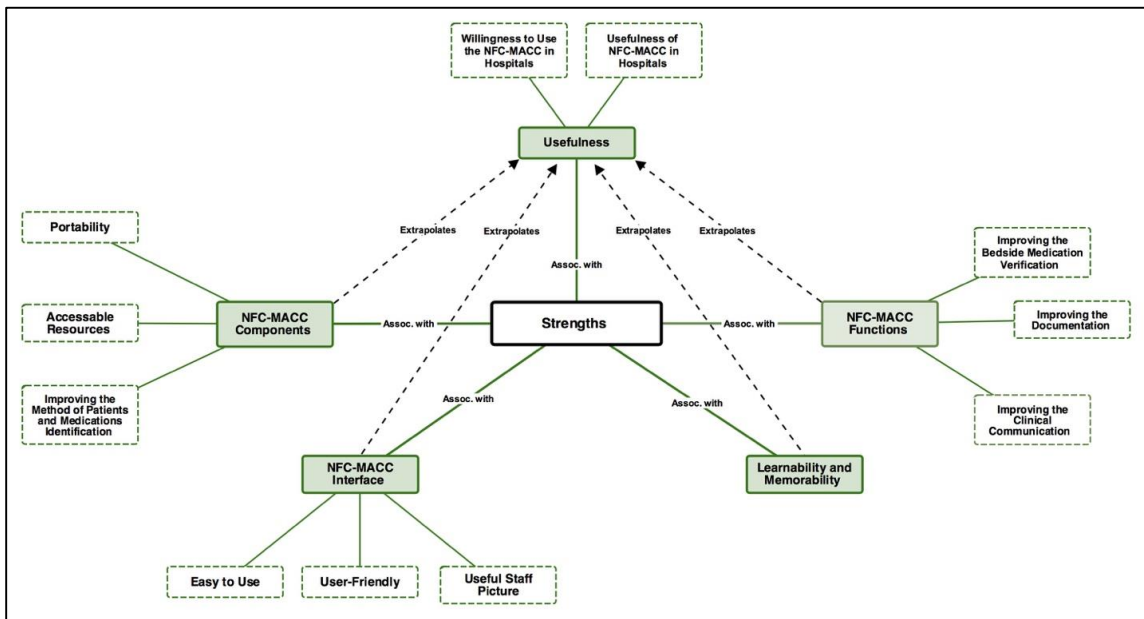 Willingness to Use
the NFC-MACC in
Hospitals
Usefulness of
NFC-MACC in
Hospitals
Usefulness
Portability
Extrapolates
Extrapolates
Extrapolates
Extrapolates
Improving the
Bedside Medication
Verification
Assoc. with
Accessable
Resources
NFC-MACC
Components
Assoc. with
Strengths
Assoc. with
NFC-MACC
Functions
Improving the
Documentation
Improving the
Method of Patients
and Medications
Identification
Assoc. with
Assoc. with
Improving the
Clinical
Communication
NFC-MACC
Interface
Learnability and
Memorability
Easy to Use
User-Friendly
Useful Staff
Picture